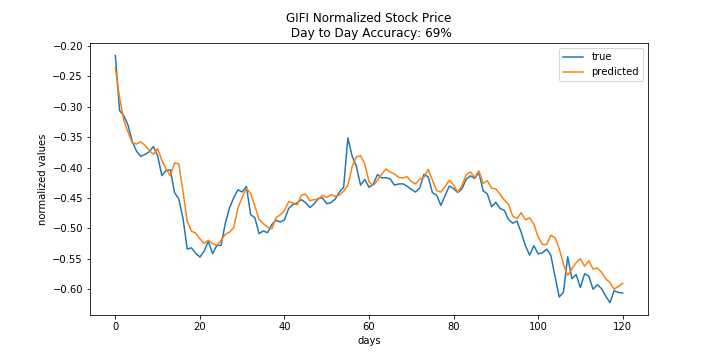 GIFI Normalized Stock Price
Day to Day Accuracy: 69%
true
predicted
normalized values
−0.20
−0.25
−0.30
−0.35
−0.40
−0.45
−0.50
−0.55
−0.60
0 20 40 60 80 100 120
days